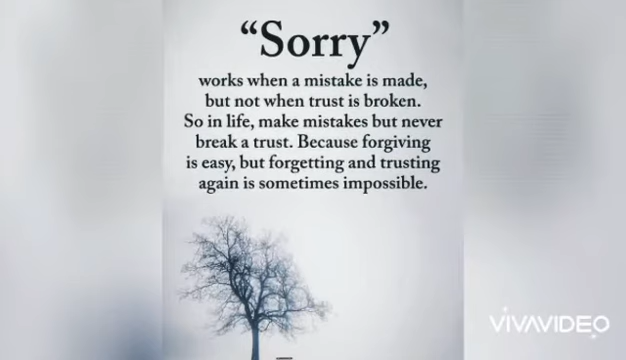 “Sorry”
works when a mistake is made,
but not when trust is broken.
So in life, make mistakes but never
break a trust. Because forgiving
is easy, but forgetting and trusting
again is sometimes impossible.
VIVAVIDEO